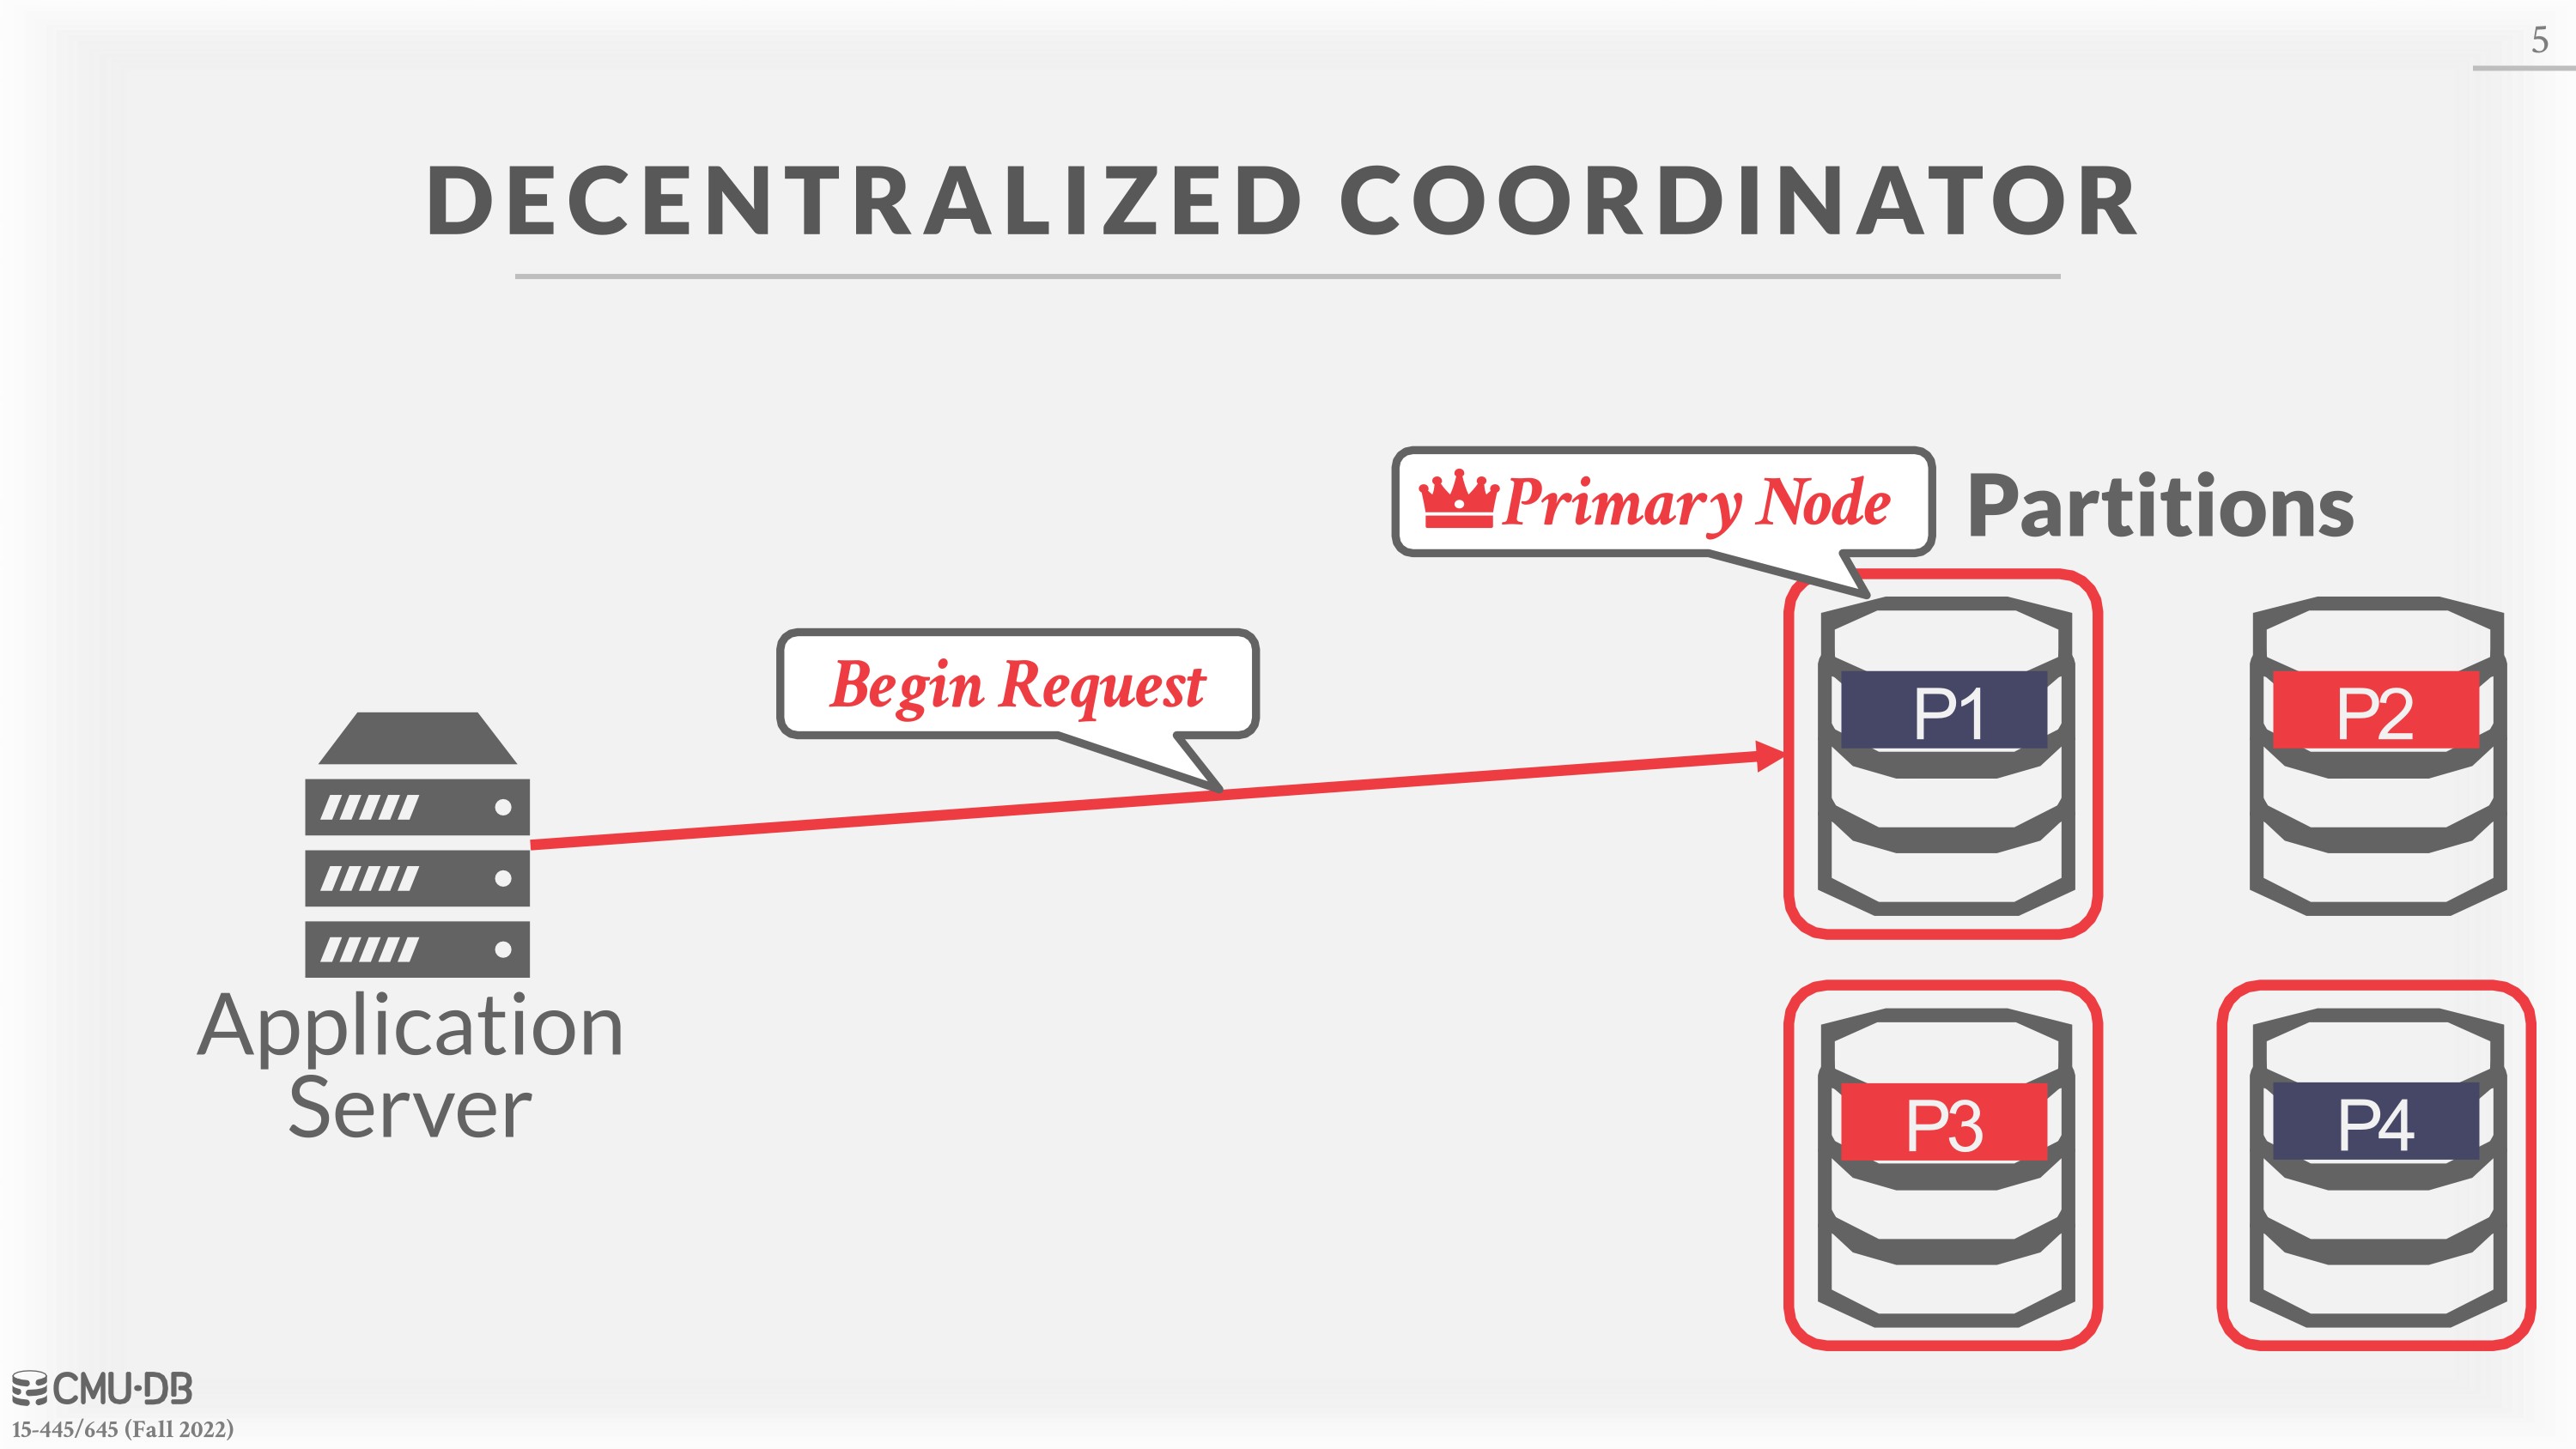 5
DECENTRALIZED COORDINATOR
Primary Node
Partitions
Begin Request
P1
P2
Application
Server
P3
P4
CMU·DB
15-445/645 (Fall 2022)